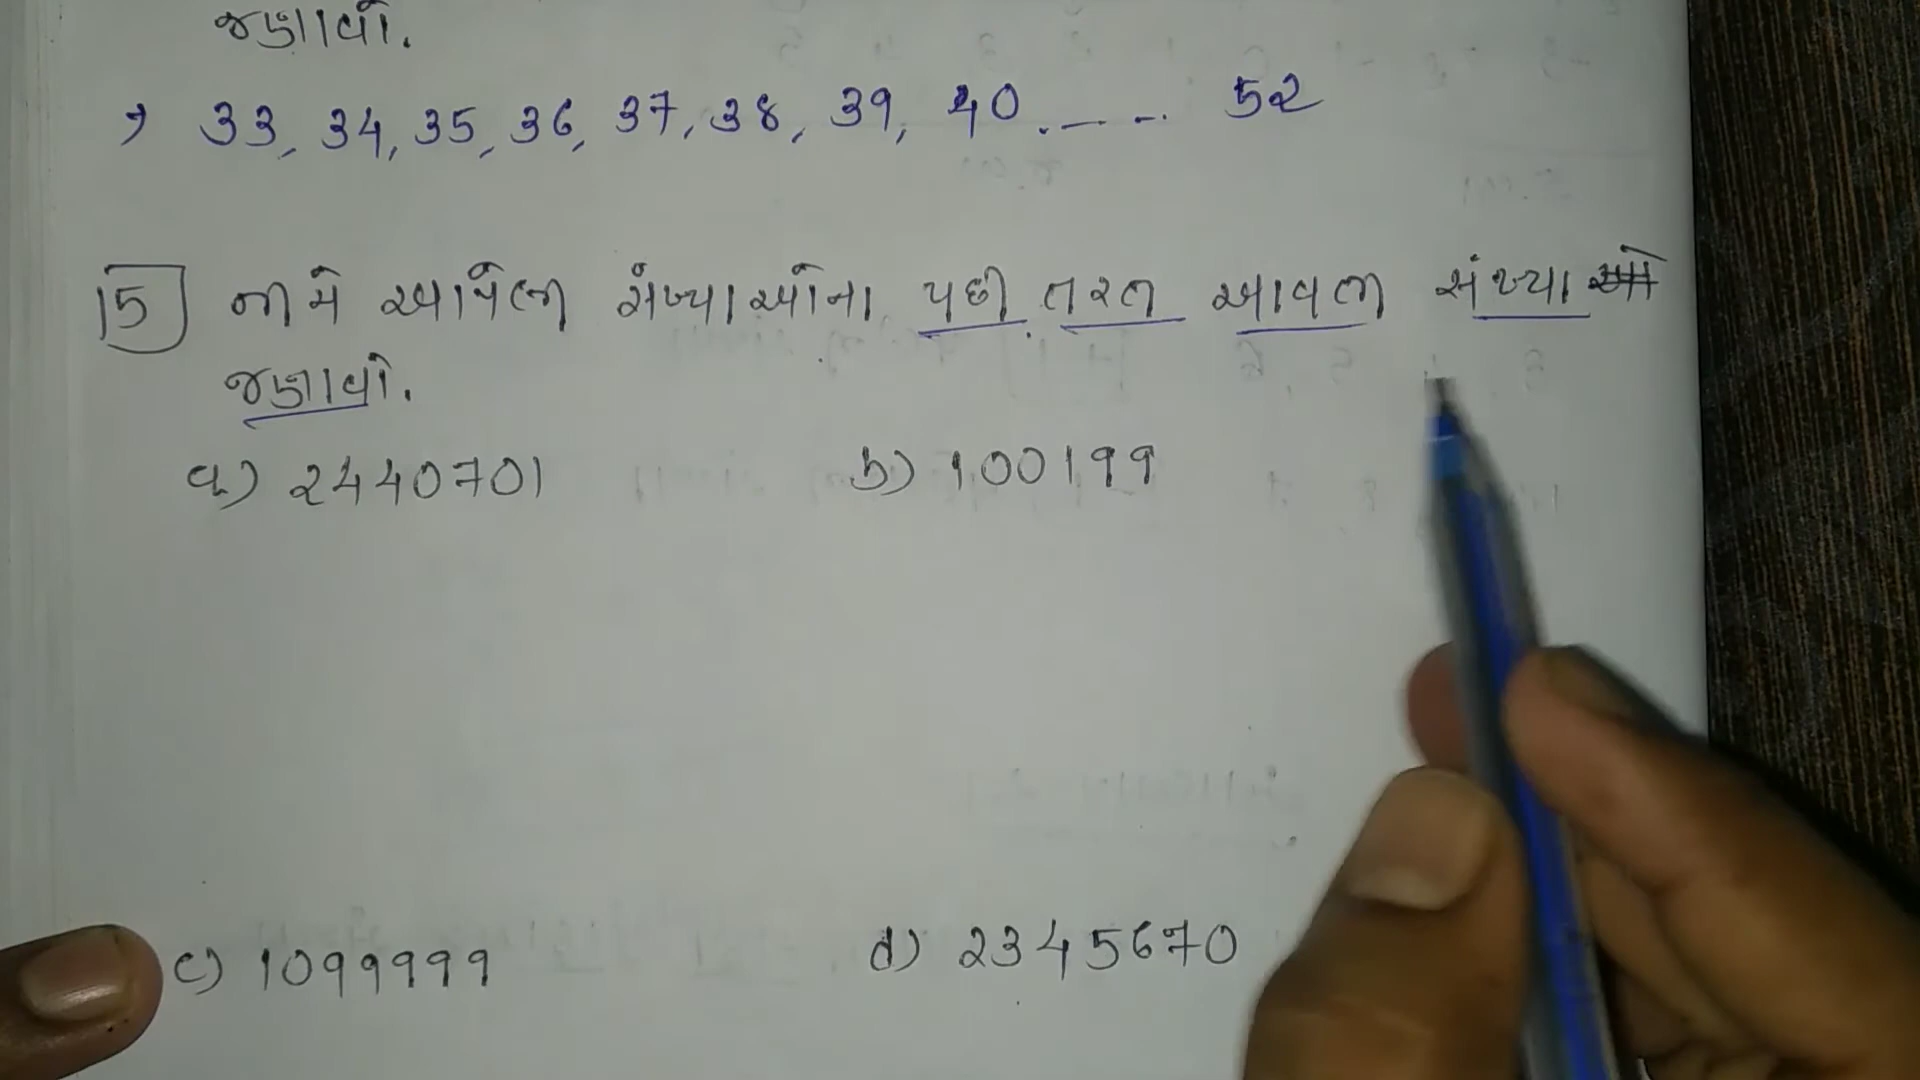 જણાવો.
→ 33, 34, 35, 36, 37, 38, 39, 40 . — — .. 52
5 નીચે આપેલી સંખ્યાઓના પછી તરત આવતી સંખ્યા
જણાવો.
a) 2440701 b) 100199
c) 1099999 d) 2345670